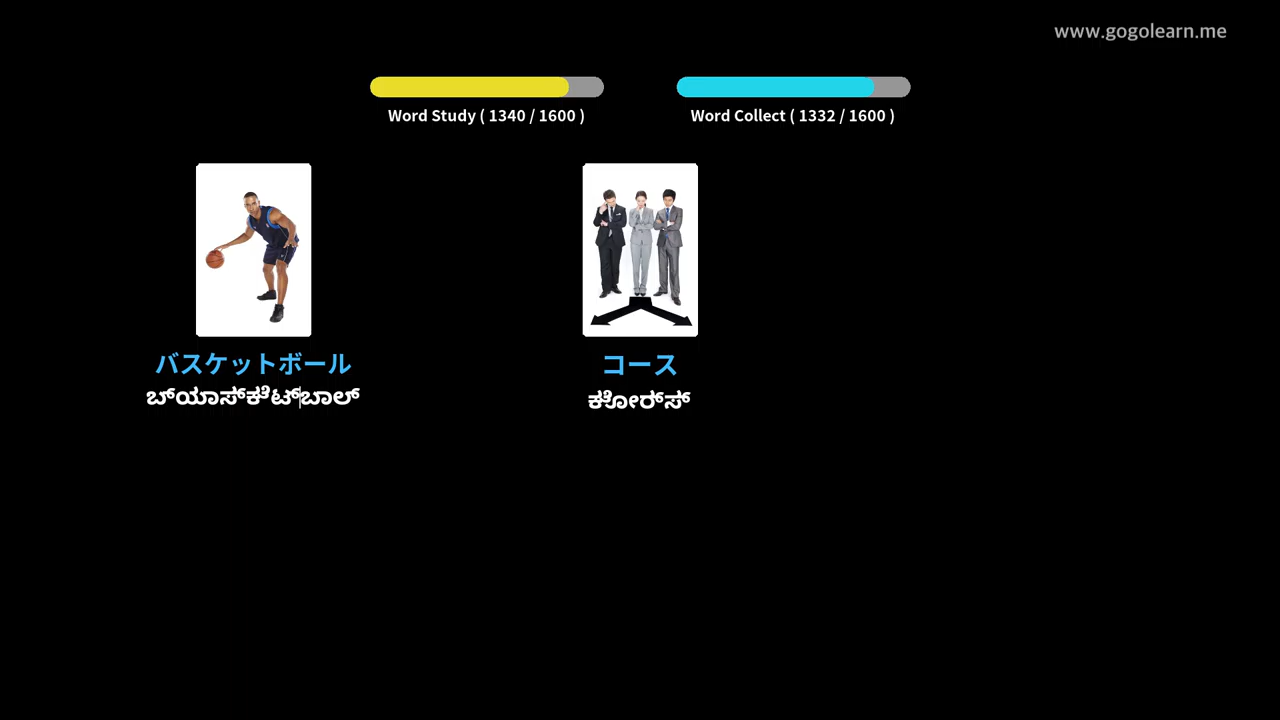 www.gogolearn.me
Word Study ( 1340 / 1600 )
Word Collect ( 1332 / 1600 )
バスケットボール
コース
ಬ್ಯಾಸ್ಕೆಟ್‌ಬಾಲ್
ಕೋರ್ಸ್